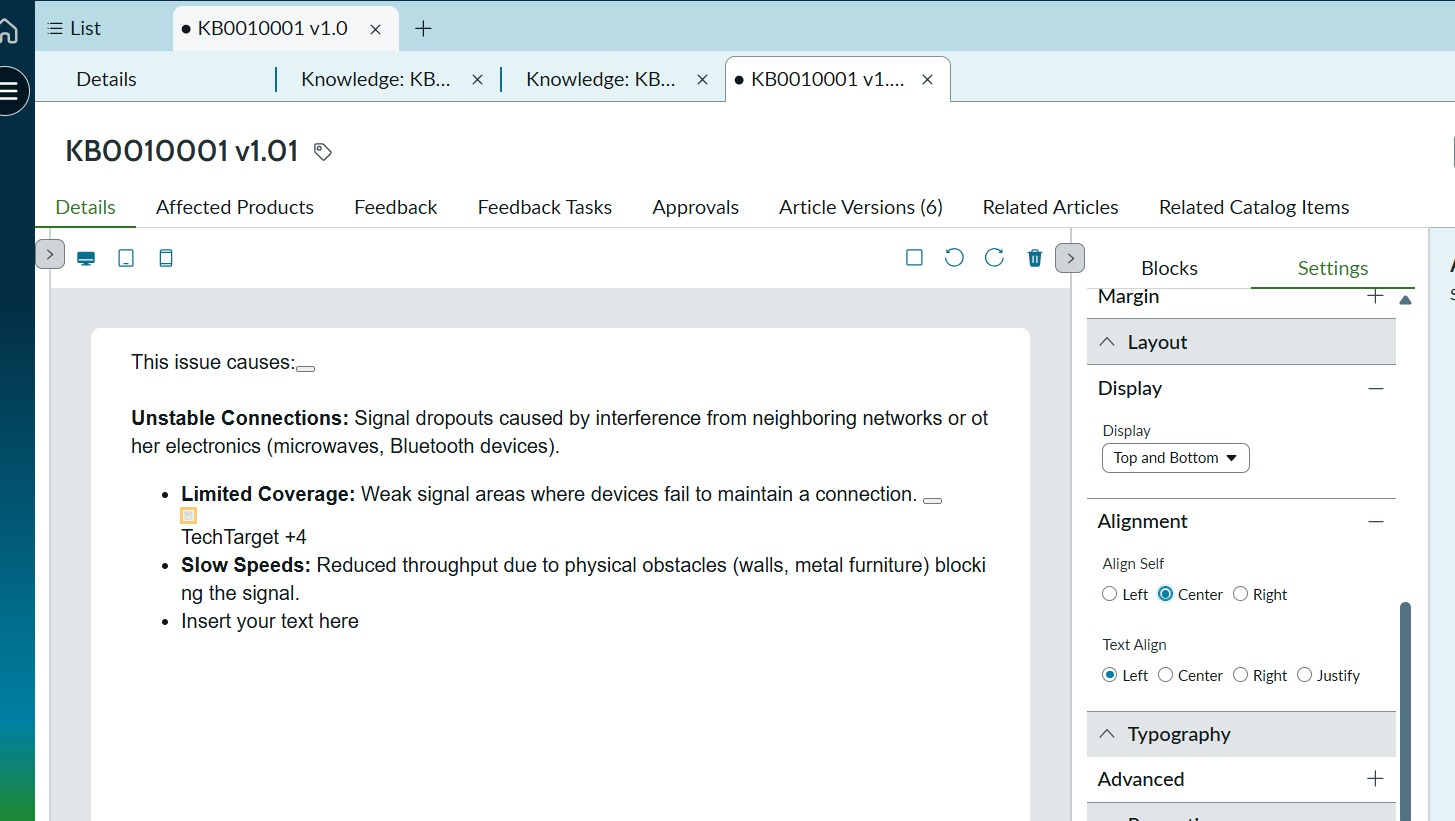 List
KB0010001 v1.0
Details
Knowledge: KB...
Knowledge: KB...
KB0010001 v1....
KB0010001 v1.01
Details
Affected Products
Feedback
Feedback Tasks
Approvals
Article Versions (6)
Related Articles
Related Catalog Items
Blocks
Settings
This issue causes:
Unstable Connections: Signal dropouts caused by interference from neighboring networks or ot
her electronics (microwaves, Bluetooth devices).
Limited Coverage: Weak signal areas where devices fail to maintain a connection.
TechTarget +4
Slow Speeds: Reduced throughput due to physical obstacles (walls, metal furniture) blocki
ng the signal.
Insert your text here
Margin
Layout
Display
Display
Top and Bottom
Alignment
Align Self
Left Center Right
Text Align
Left Center Right Justify
Typography
Advanced